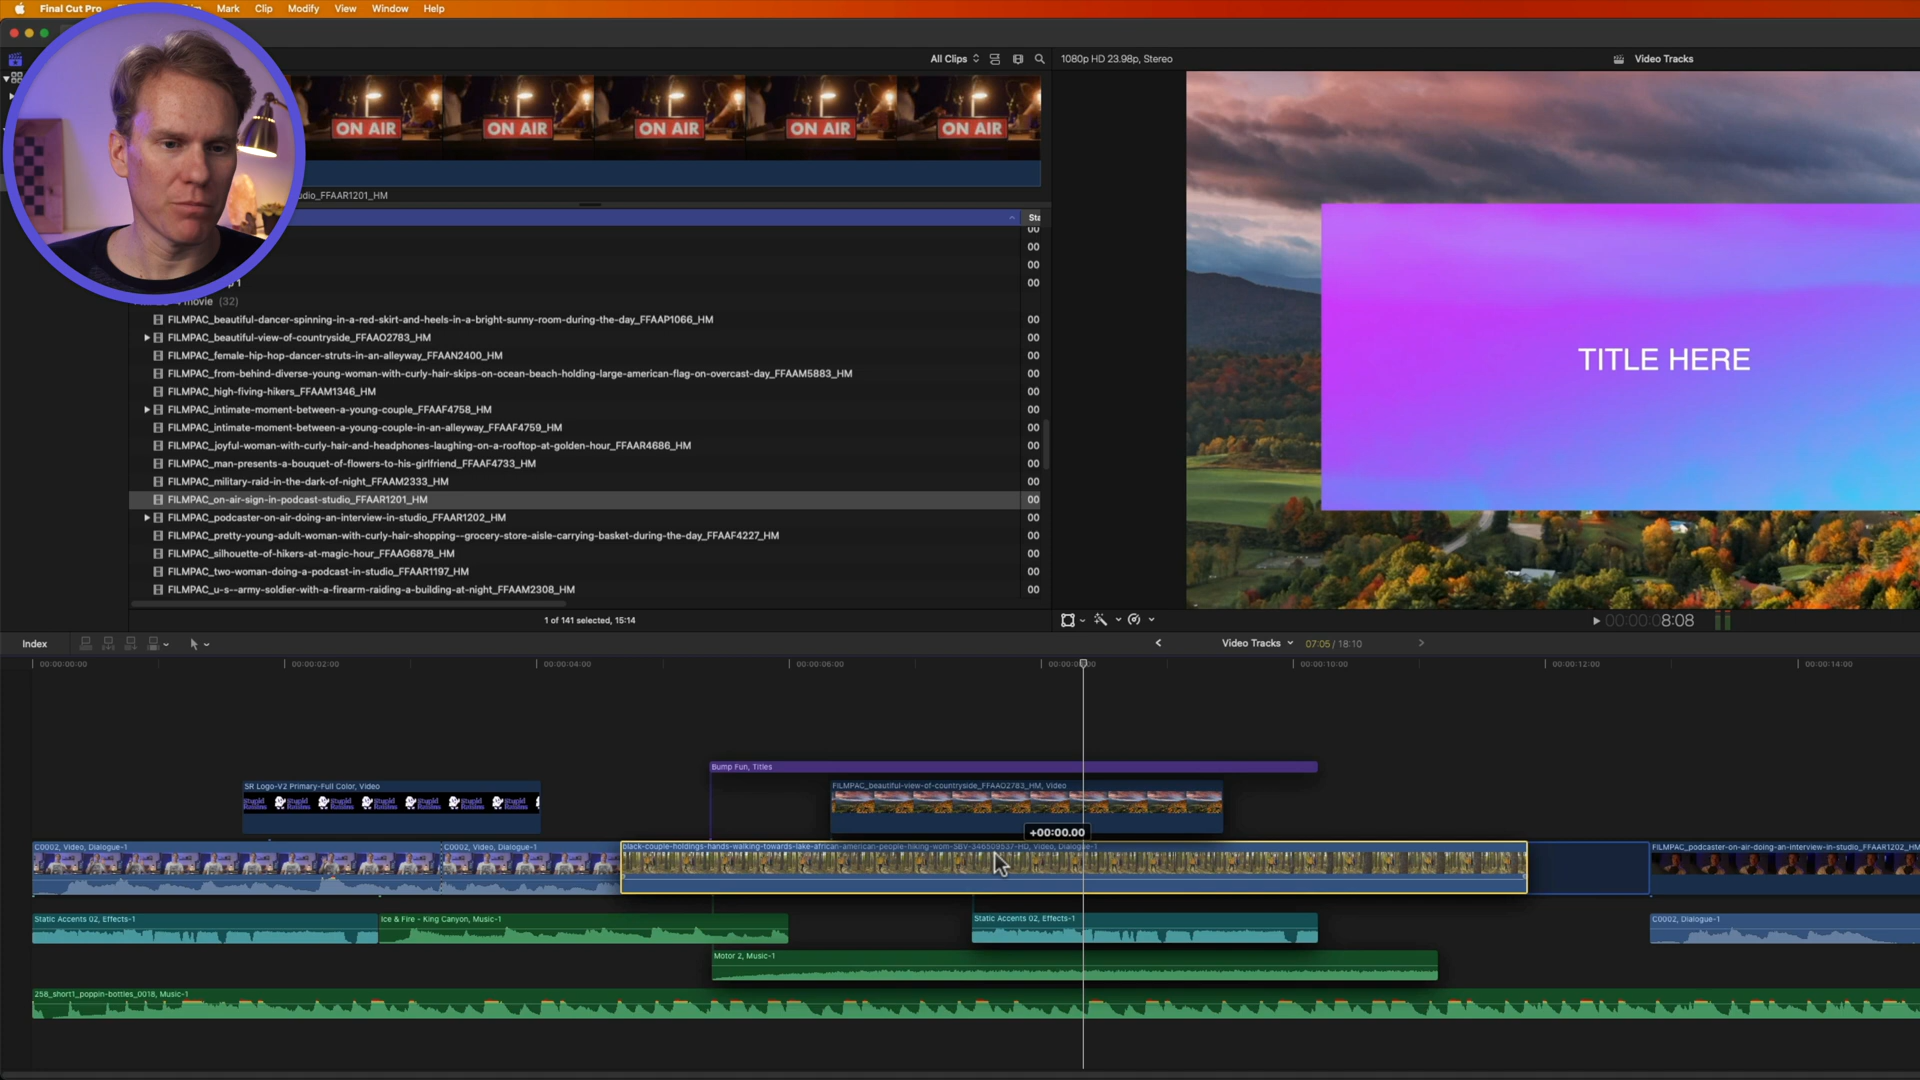 Final Cut Pro Mark Clip Modify View Window Help
All Clips
1080p HD 23.98p, Stereo
Video Tracks
ON AIR ON AIR ON AIR ON AIR ON AIR
udio_FFAAR1201_HM
Sta
00
00
00
p 1
00
movie (32)
FILMPAC_beautiful-dancer-spinning-in-a-red-skirt-and-heels-in-a-bright-sunny-room-during-the-day_FFAAP1066_HM 00
FILMPAC_beautiful-view-of-countryside_FFAAO2783_HM 00
FILMPAC_female-hip-hop-dancer-struts-in-an-alleyway_FFAAN2400_HM 00
FILMPAC_from-behind-diverse-young-woman-with-curly-hair-skips-on-ocean-beach-holding-large-american-flag-on-overcast-day_FFAAM5883_HM 00
FILMPAC_high-fiving-hikers_FFAAM1346_HM 00
FILMPAC_intimate-moment-between-a-young-couple_FFAAF4758_HM 00
FILMPAC_intimate-moment-between-a-young-couple-in-an-alleyway_FFAAF4759_HM 00
FILMPAC_joyful-woman-with-curly-hair-and-headphones-laughing-on-a-rooftop-at-golden-hour_FFAAR4686_HM 00
FILMPAC_man-presents-a-bouquet-of-flowers-to-his-girlfriend_FFAAF4733_HM 00
FILMPAC_military-raid-in-the-dark-of-night_FFAAM2333_HM 00
FILMPAC_on-air-sign-in-podcast-studio_FFAAR1201_HM 00
FILMPAC_podcaster-on-air-doing-an-interview-in-studio_FFAAR1202_HM 00
FILMPAC_pretty-young-adult-woman-with-curly-hair-shopping--grocery-store-aisle-carrying-basket-during-the-day_FFAAF4227_HM 00
FILMPAC_silhouette-of-hikers-at-magic-hour_FFAAG6878_HM 00
FILMPAC_two-woman-doing-a-podcast-in-studio_FFAAR1197_HM 00
FILMPAC_u-s--army-soldier-with-a-firearm-raiding-a-building-at-night_FFAAM2308_HM 00
1 of 141 selected, 15:14
TITLE HERE
00:00:08:08
Index
Video Tracks
07:05 / 18:10
00:00:00:00 00:00:02:00 00:00:04:00 00:00:06:00 00:00:10:00 00:00:12:00 00:00:14:00
Bump Fun, Titles
SR Logo-V2 Primary-Full Color, Video
FILMPAC_beautiful-view-of-countryside_FFAAO2783_HM, Video
+00:00.00
C0002, Video, Dialogue-1
C0002, Video, Dialogue-1
black-couple-holdings-hands-walking-towards-lake-african-american-people-hiking-wom-SBV-346509537-HD, Video, Dialogue-1
FILMPAC_podcaster-on-air-doing-an-interview-in-studio_FFAAR1202_HM
Static Accents 02, Effects-1
Ice & Fire - King Canyon, Music-1
Static Accents 02, Effects-1
C0002, Dialogue-1
Motor 2, Music-1
258_short1_poppin-bottles_0018, Music-1